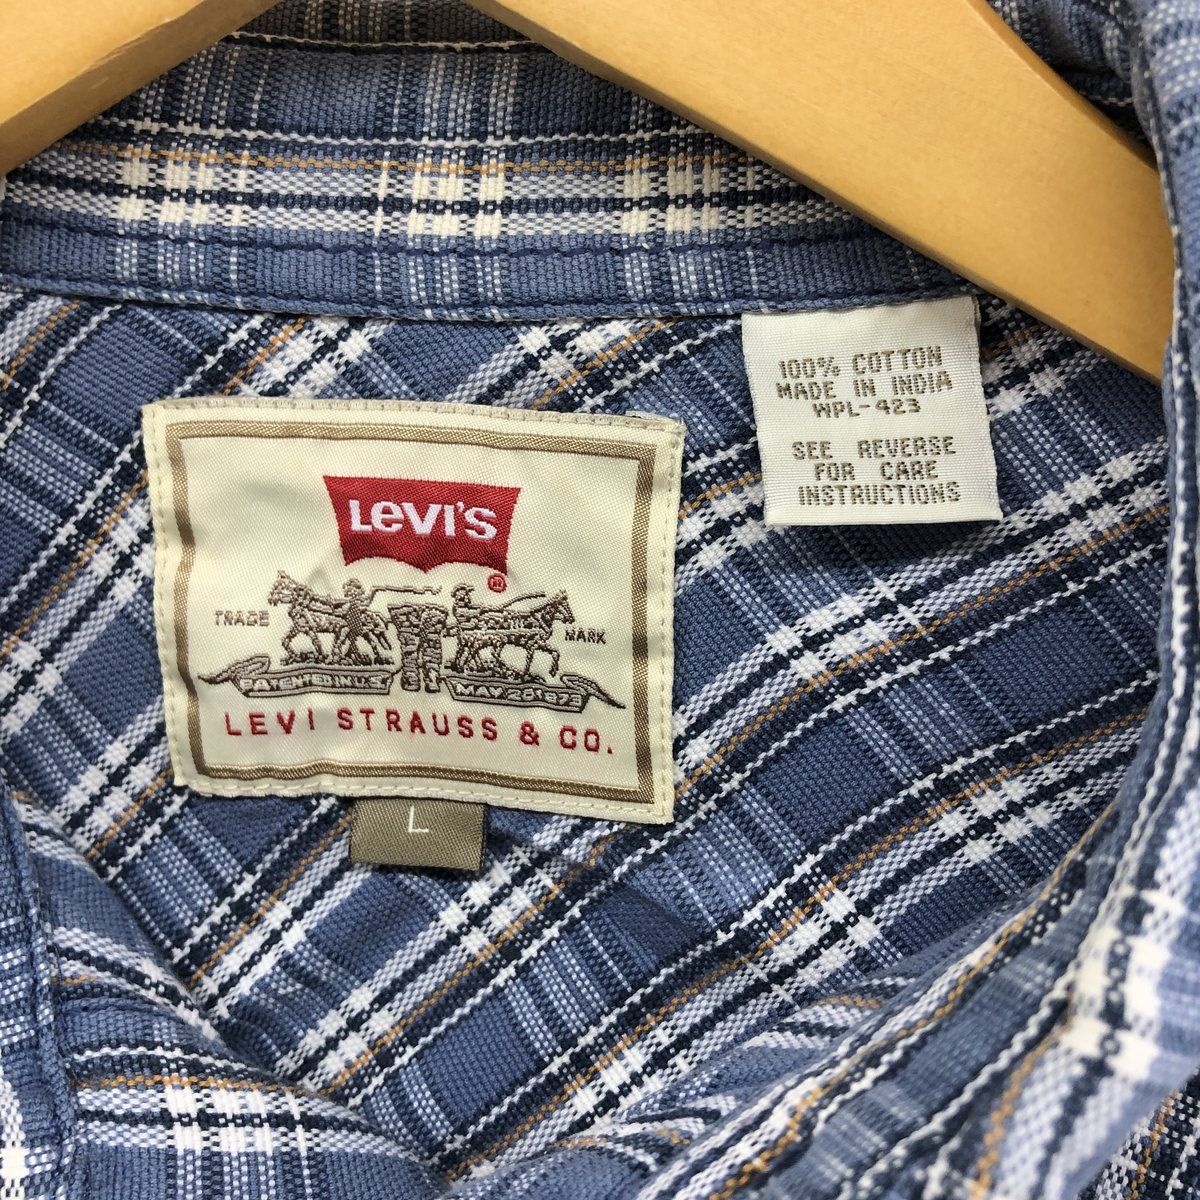 100% COTTON
MADE IN INDIA
WPL-423
SEE REVERSE
FOR CARE
INSTRUCTIONS
LEVI'S
®
TRADE MARK
PATENTED IN U.S. MAY 20 1873
LEVI STRAUSS & CO.
L